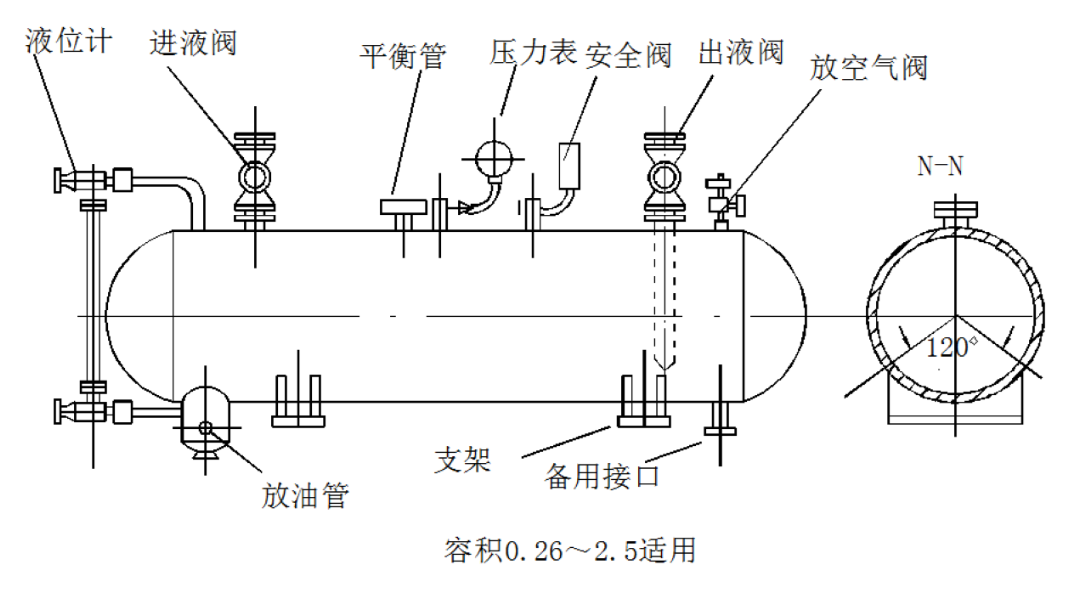 液位计
进液阀
平衡管
压力表
安全阀
出液阀
放空气阀
N-N
120°
支架
备用接口
放油管
容积0.26～2.5适用